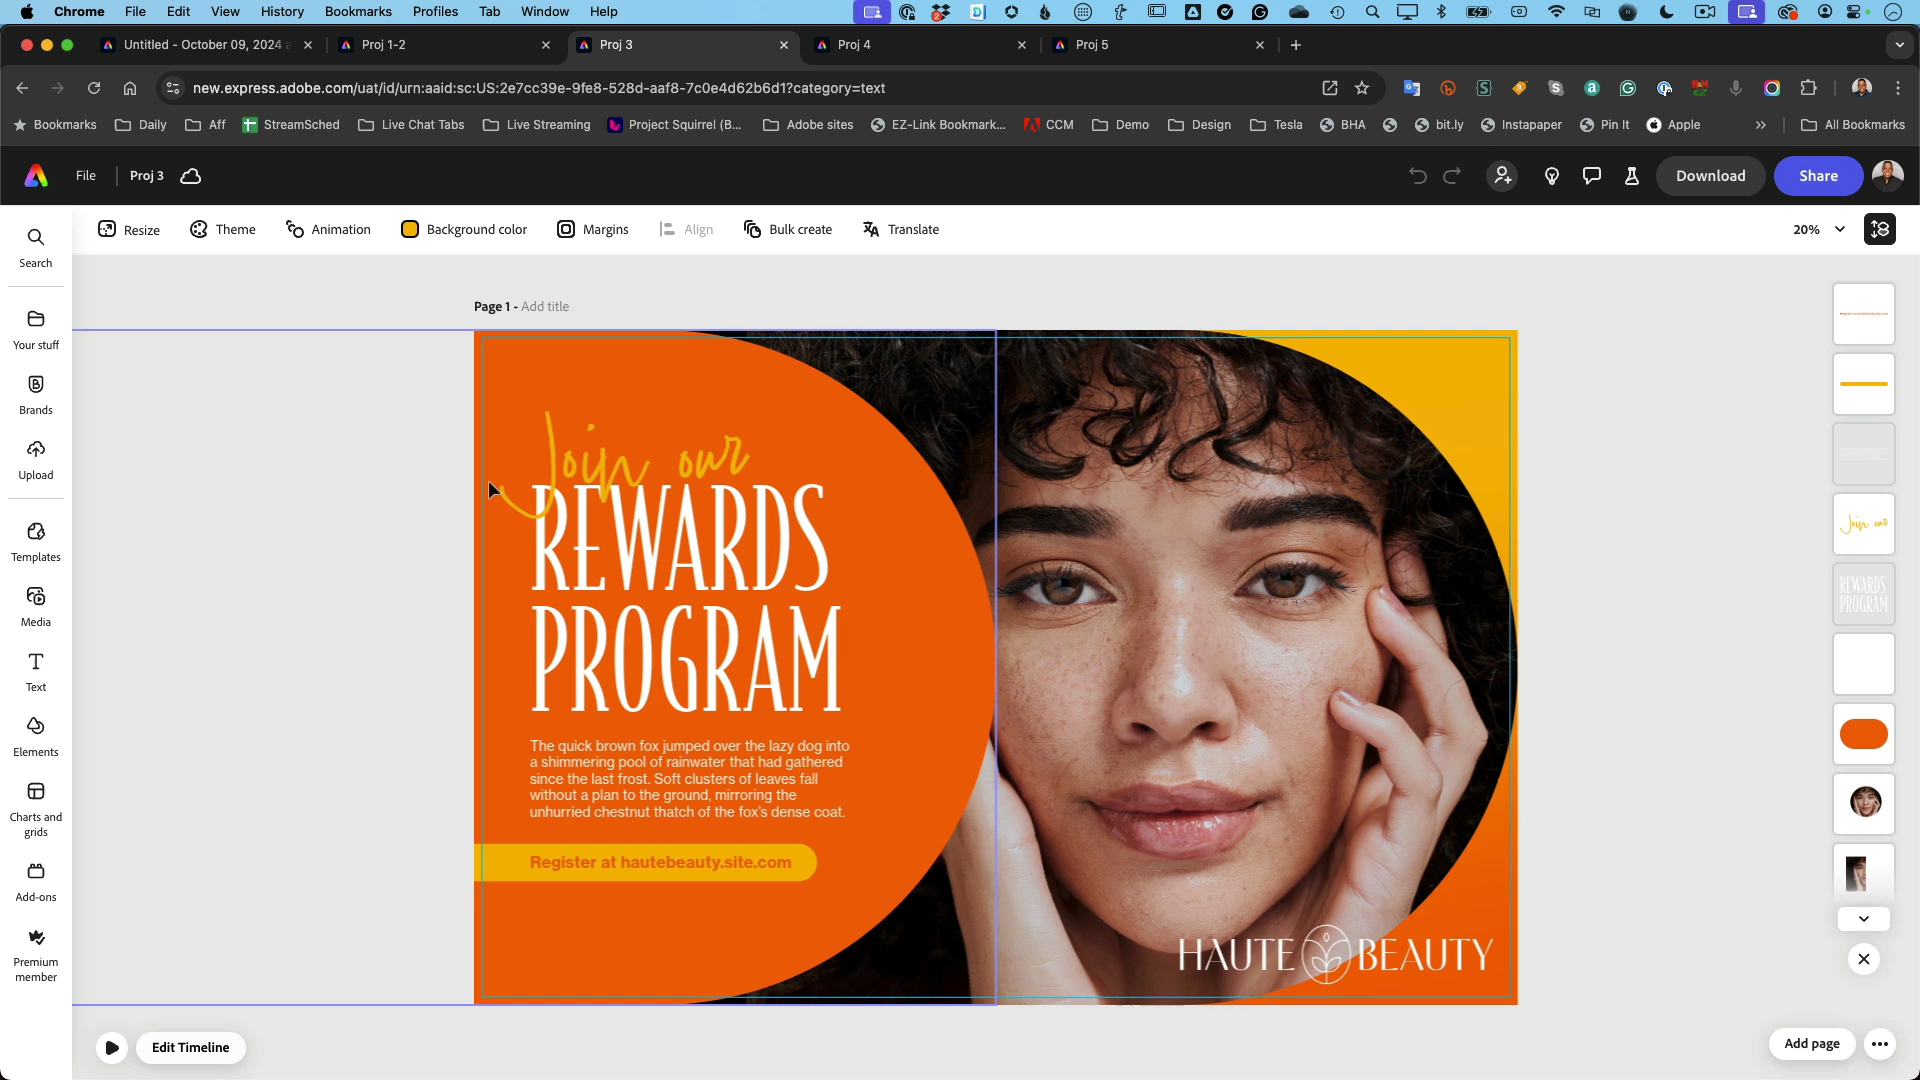 Chrome File Edit View History Bookmarks Profiles Tab Window Help
Untitled - October 09, 2024 Proj 1-2 Proj 3 Proj 4 Proj 5
new.express.adobe.com/uat/id/urn:aaid:sc:US:2e7cc39e-9fe8-528d-aaf8-7c0e4d62b6d1?category=text
Bookmarks Daily Aff StreamSched Live Chat Tabs Live Streaming Project Squirrel (B... Adobe sites EZ-Link Bookmark... CCM Demo Design Tesla BHA bit.ly Instapaper Pin It Apple » All Bookmarks
File Proj 3 Download Share
Resize Theme Animation Background color Margins Align Bulk create Translate 20%
Search
Your stuff
Brands
Upload
Templates
Media
Text
Elements
Charts and
grids
Add-ons
Premium
member
Page 1 - Add title
Join our
REWARDS
PROGRAM
The quick brown fox jumped over the lazy dog into
a shimmering pool of rainwater that had gathered
since the last frost. Soft clusters of leaves fall
without a plan to the ground, mirroring the
unhurried chestnut thatch of the fox's dense coat.
Register at hautebeauty.site.com
HAUTE BEAUTY
Join our
REWARDS
PROGRAM
Edit Timeline
Add page